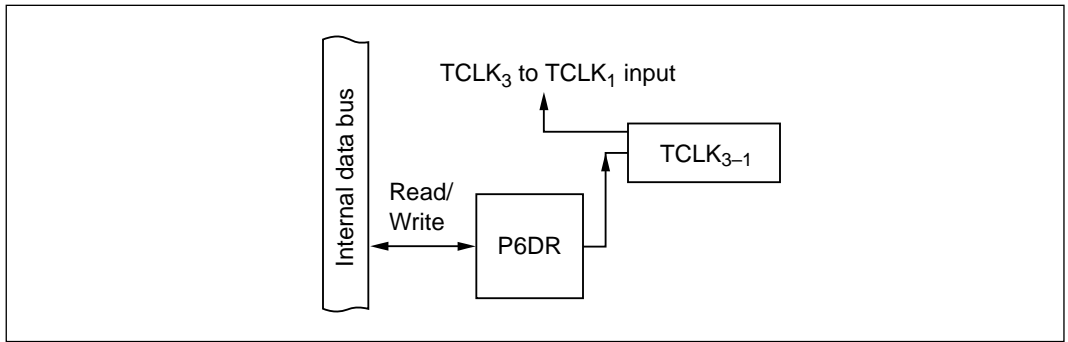 Internal data bus
TCLK₃ to TCLK₁ input
TCLK₃₋₁
Read/
Write
P6DR